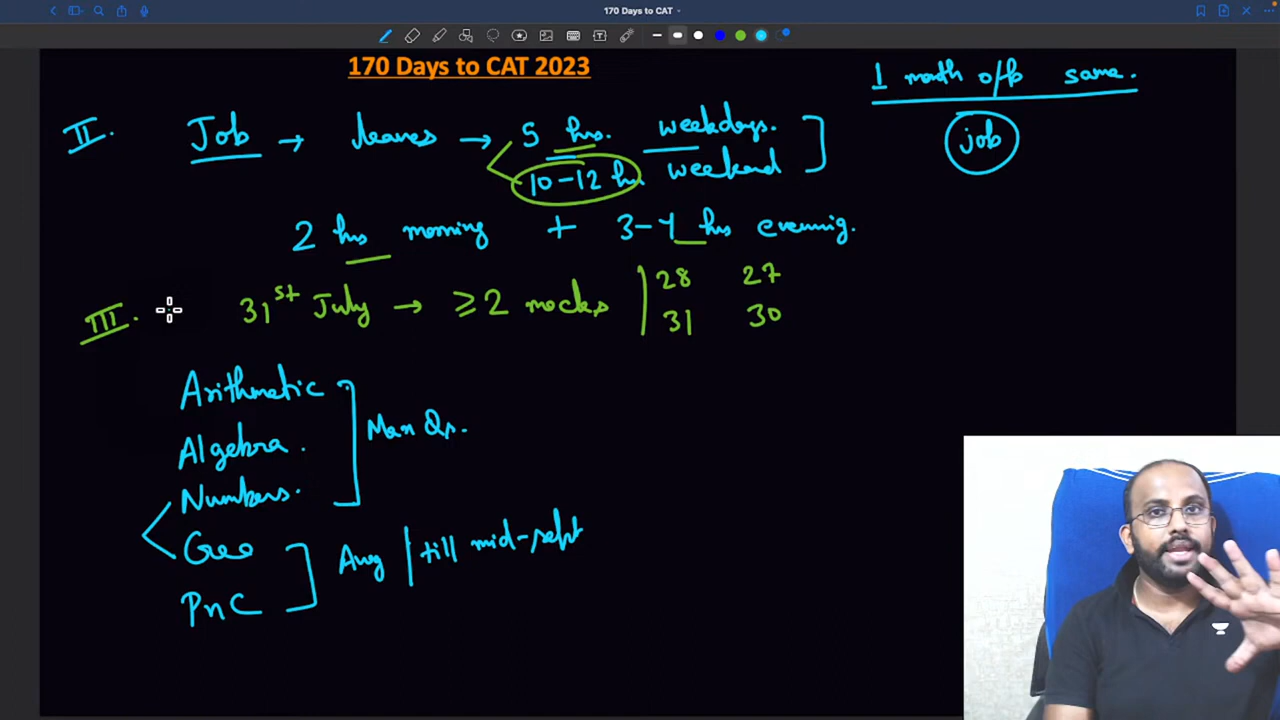 170 Days to CAT
170 Days to CAT 2023
1 month off same.
II. Job → leaves → 5 hrs. weekdays.
job
10-12 hr. weekend
2 hrs morning + 3-4 hrs evening.
III. 31st July → ≥2 mocks | 28 27
31 30
Arithmetic
Max Qs.
Algebra.
Numbers.
Geo
Aug | till mid-sept
PnC